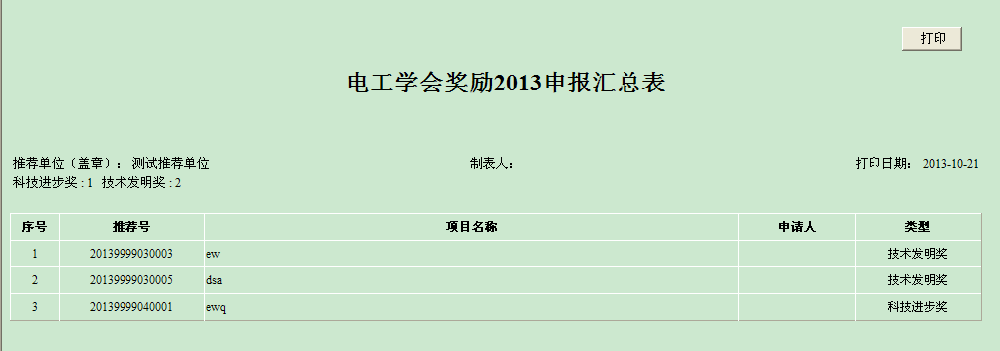 打印
电工学会奖励2013申报汇总表
推荐单位（盖章）： 测试推荐单位 制表人： 打印日期： 2013-10-21
科技进步奖 : 1 技术发明奖 : 2
序号 推荐号 项目名称 申请人 类型
1 20139999030003 ew 技术发明奖
2 20139999030005 dsa 技术发明奖
3 20139999040001 ewq 科技进步奖